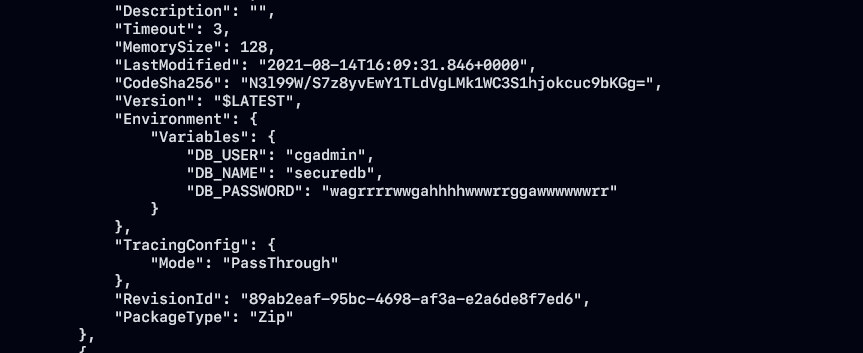 "Description": "",
"Timeout": 3,
"MemorySize": 128,
"LastModified": "2021-08-14T16:09:31.846+0000",
"CodeSha256": "N3l99W/S7z8yvEwY1TLdVgLMk1WC3S1hjokcuc9bKGg=",
"Version": "$LATEST",
"Environment": {
"Variables": {
"DB_USER": "cgadmin",
"DB_NAME": "securedb",
"DB_PASSWORD": "wagrrrrwwgahhhhwwwrrggawwwwwwrr"
}
},
"TracingConfig": {
"Mode": "PassThrough"
},
"RevisionId": "89ab2eaf-95bc-4698-af3a-e2a6de8f7ed6",
"PackageType": "Zip"
},
{